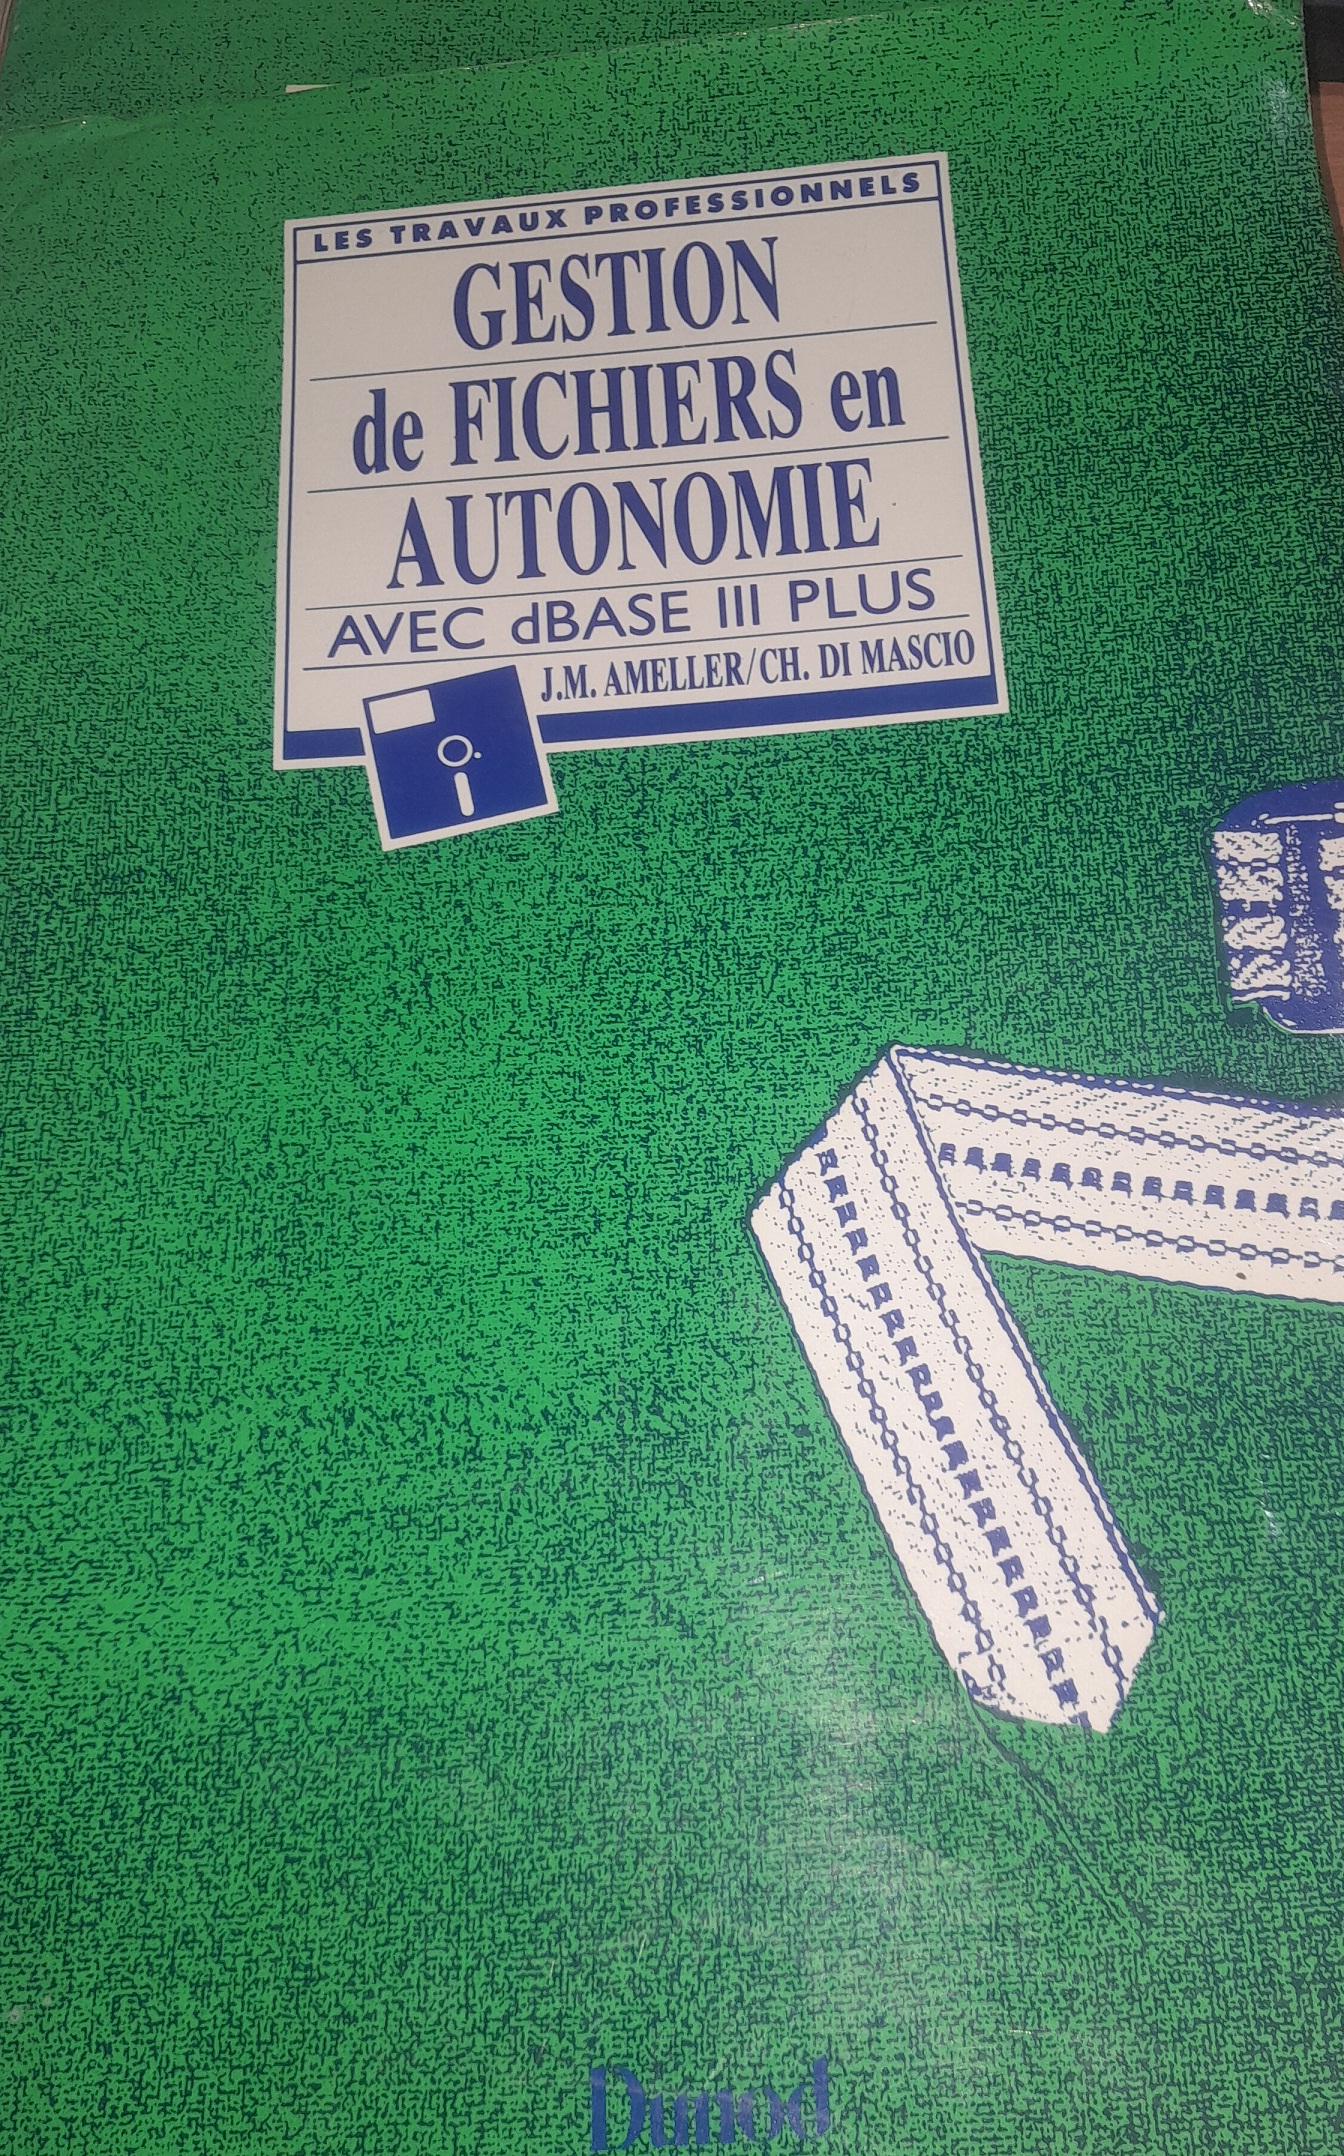 LES TRAVAUX PROFESSIONNELS
GESTION
de FICHIERS en
AUTONOMIE
AVEC dBASE III PLUS
J.M. AMELLER/CH. DI MASCIO
Dunod